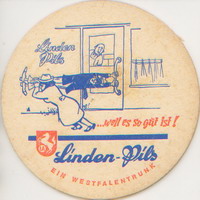 Linden
Pils
...weil es so gut ist!
Linden-Pils
EIN WESTFALENTRUNK